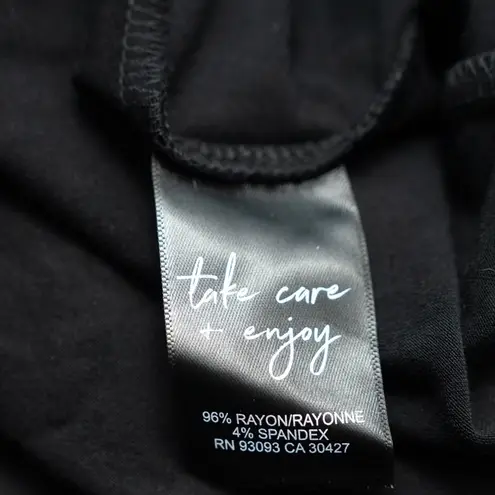 take care
+ enjoy
96% RAYON/RAYONNE
4% SPANDEX
RN 93093 CA 30427